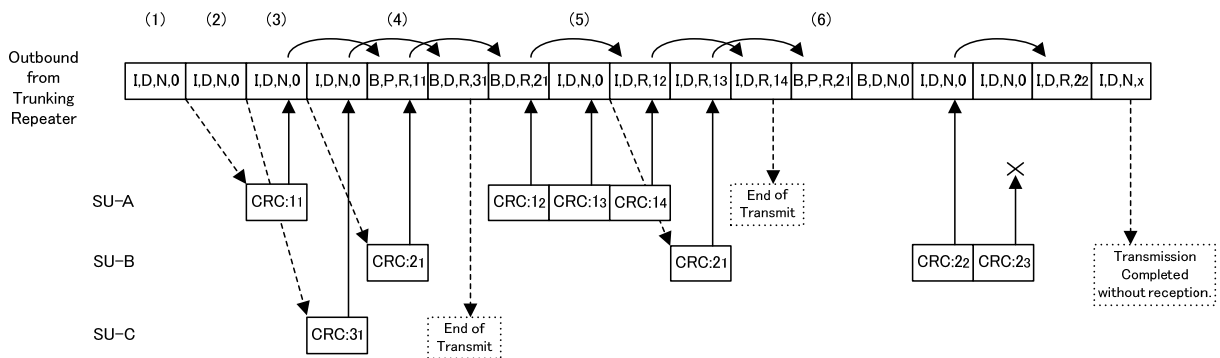 (1) (2) (3) (4) (5) (6)
Outbound
from
Trunking
Repeater
I,D,N,0 I,D,N,0 I,D,N,0 I,D,N,0 B,P,R,11 B,D,R,31 B,D,R,21 I,D,N,0 I,D,R,12 I,D,R,13 I,D,R,14 B,P,R,21 B,D,N,0 I,D,N,0 I,D,N,0 I,D,R,22 I,D,N,x
SU-A
CRC:11 CRC:12 CRC:13 CRC:14
End of
Transmit
SU-B
CRC:21 CRC:21 CRC:22 CRC:23
Transmission
Completed
without reception.
SU-C
CRC:31
End of
Transmit